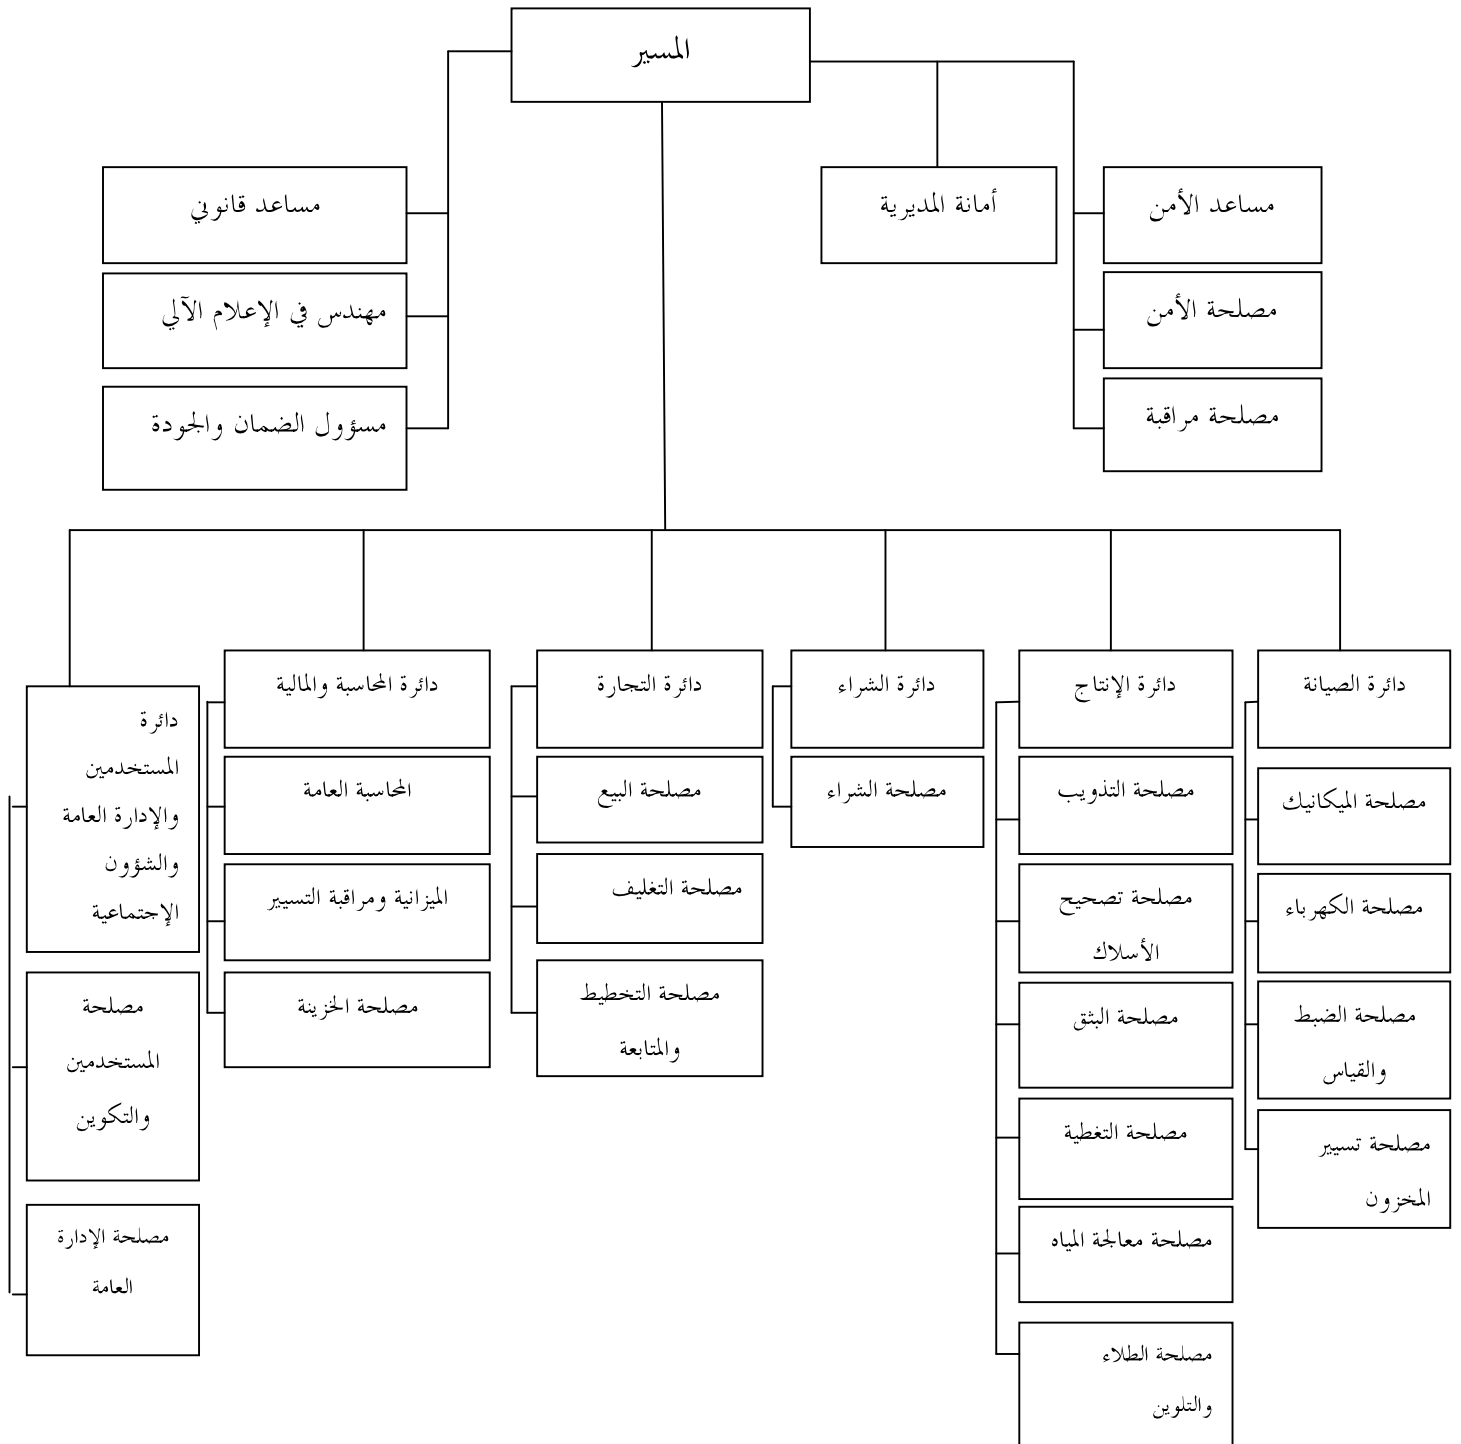 المسير
مساعد الأمن
مصلحة الأمن
مصلحة مراقبة
أمانة المديرية
مساعد قانوني
مهندس في الإعلام الآلي
مسؤول الضمان والجودة
دائرة الصيانة
مصلحة الميكانيك
مصلحة الكهرباء
مصلحة الضبط
والقياس
مصلحة تسيير
المخزون
دائرة الإنتاج
مصلحة التذويب
مصلحة تصحيح
الأسلاك
مصلحة البثق
مصلحة التغطية
مصلحة معالجة المياه
مصلحة الطلاء
والتلوين
دائرة الشراء
مصلحة الشراء
دائرة التجارة
مصلحة البيع
مصلحة التغليف
مصلحة التخطيط
والمتابعة
دائرة المحاسبة والمالية
المحاسبة العامة
الميزانية ومراقبة التسيير
مصلحة الخزينة
دائرة
المستخدمين
والإدارة العامة
والشؤون
الإجتماعية
مصلحة
المستخدمين
والتكوين
مصلحة الإدارة
العامة